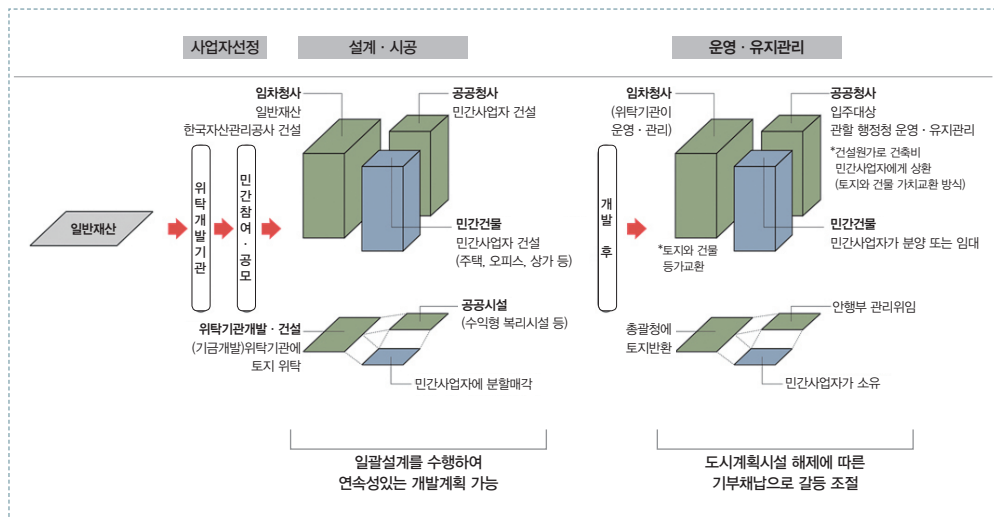 사업자선정
설계 · 시공
운영 · 유지관리
일반재산
위탁개발기관
민간참여 · 공모
임차청사
일반재산
한국자산관리공사 건설
공공청사
민간사업자 건설
민간건물
민간사업자 건설
(주택, 오피스, 상가 등)
위탁기관개발 · 건설
(기금개발)위탁기관에
토지 위탁
공공시설
(수익형 복리시설 등)
민간사업자에 분할매각
일괄설계를 수행하여
연속성있는 개발계획 가능
개발 후
임차청사
(위탁기관이
운영 · 관리)
공공청사
입주대상
관할 행정청 운영 · 유지관리
*건설원가로 건축비
민간사업자에게 상환
(토지와 건물 가치교환 방식)
민간건물
민간사업자가 분양 또는 임대
*토지와 건물
등가교환
총괄청에
토지반환
안행부 관리위임
민간사업자가 소유
도시계획시설 해제에 따른
기부채납으로 갈등 조절